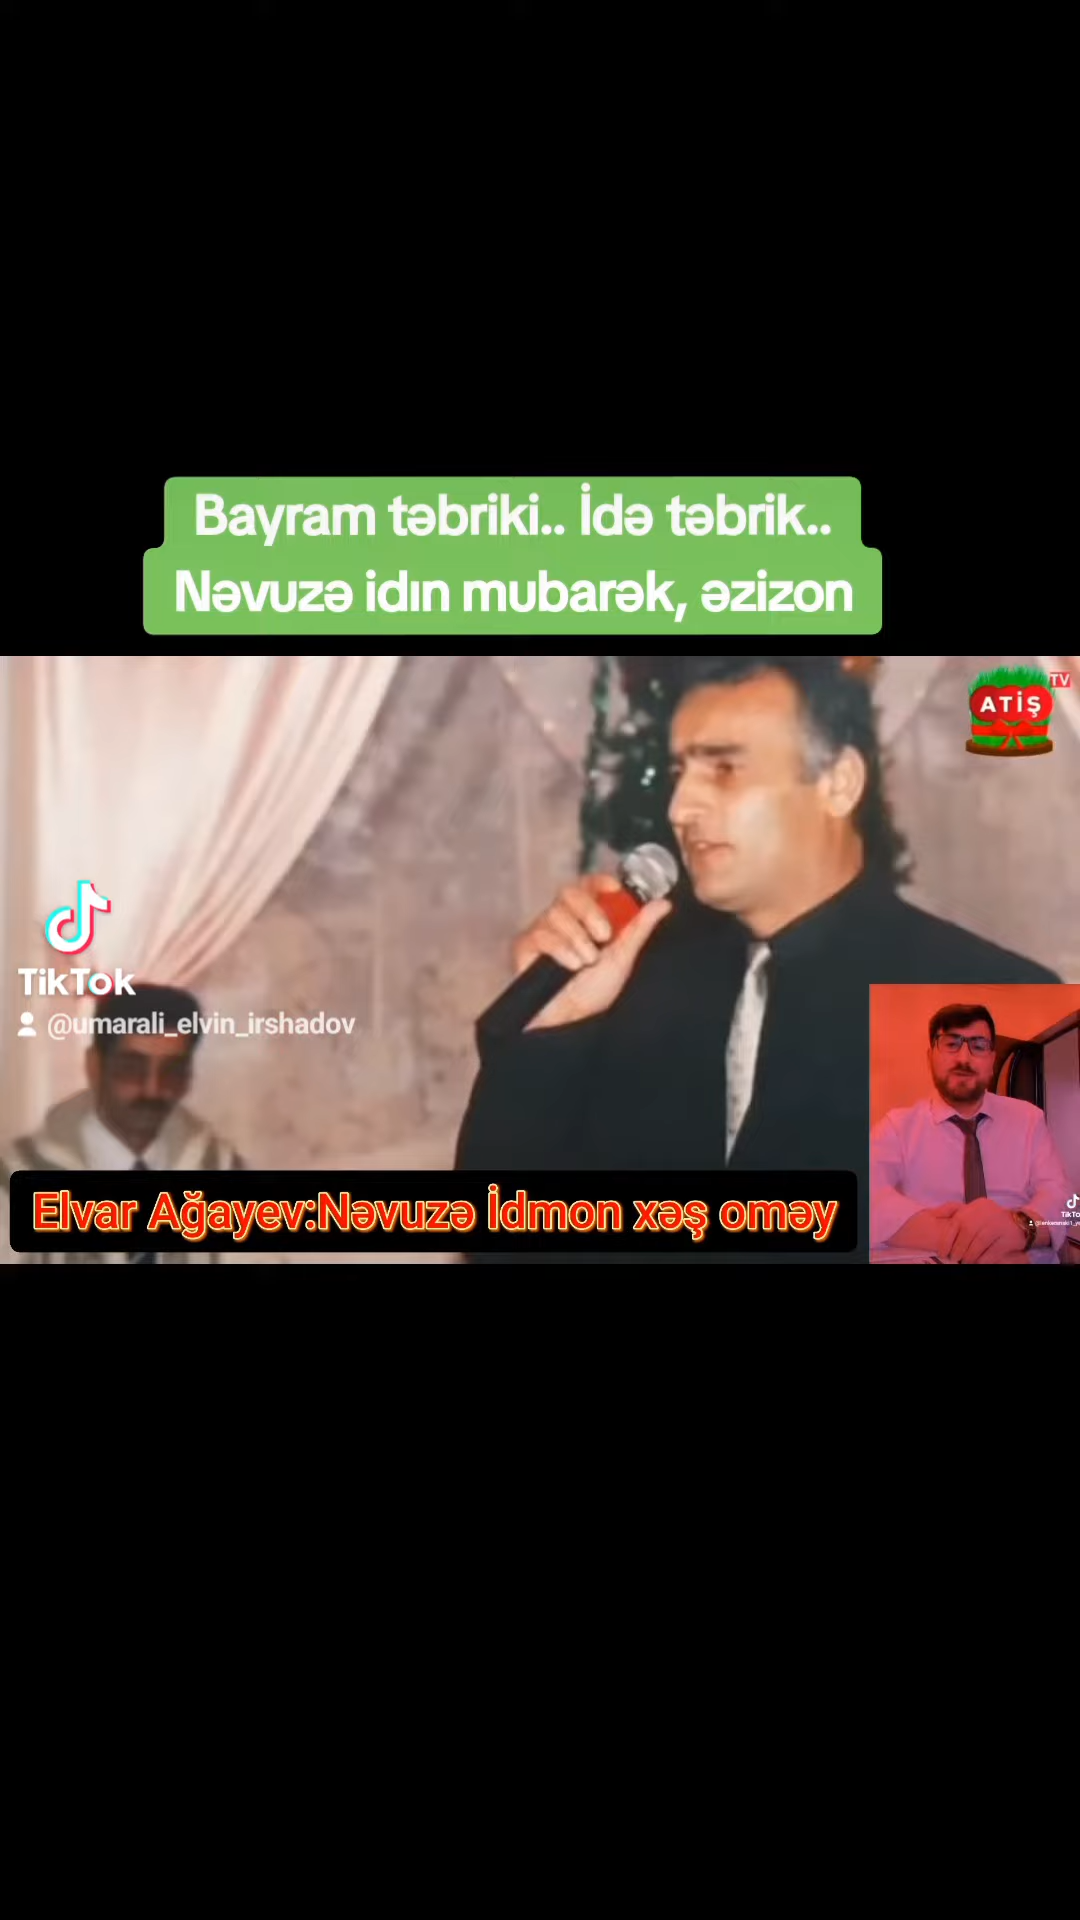 Bayram təbriki.. İdə təbrik..
Nəvuzə idın mubarək, əzizon
TV
ATİŞ
TikTok
@umarali_elvin_irshadov
Elvar Ağayev:Nəvuzə İdmon xəş oməy